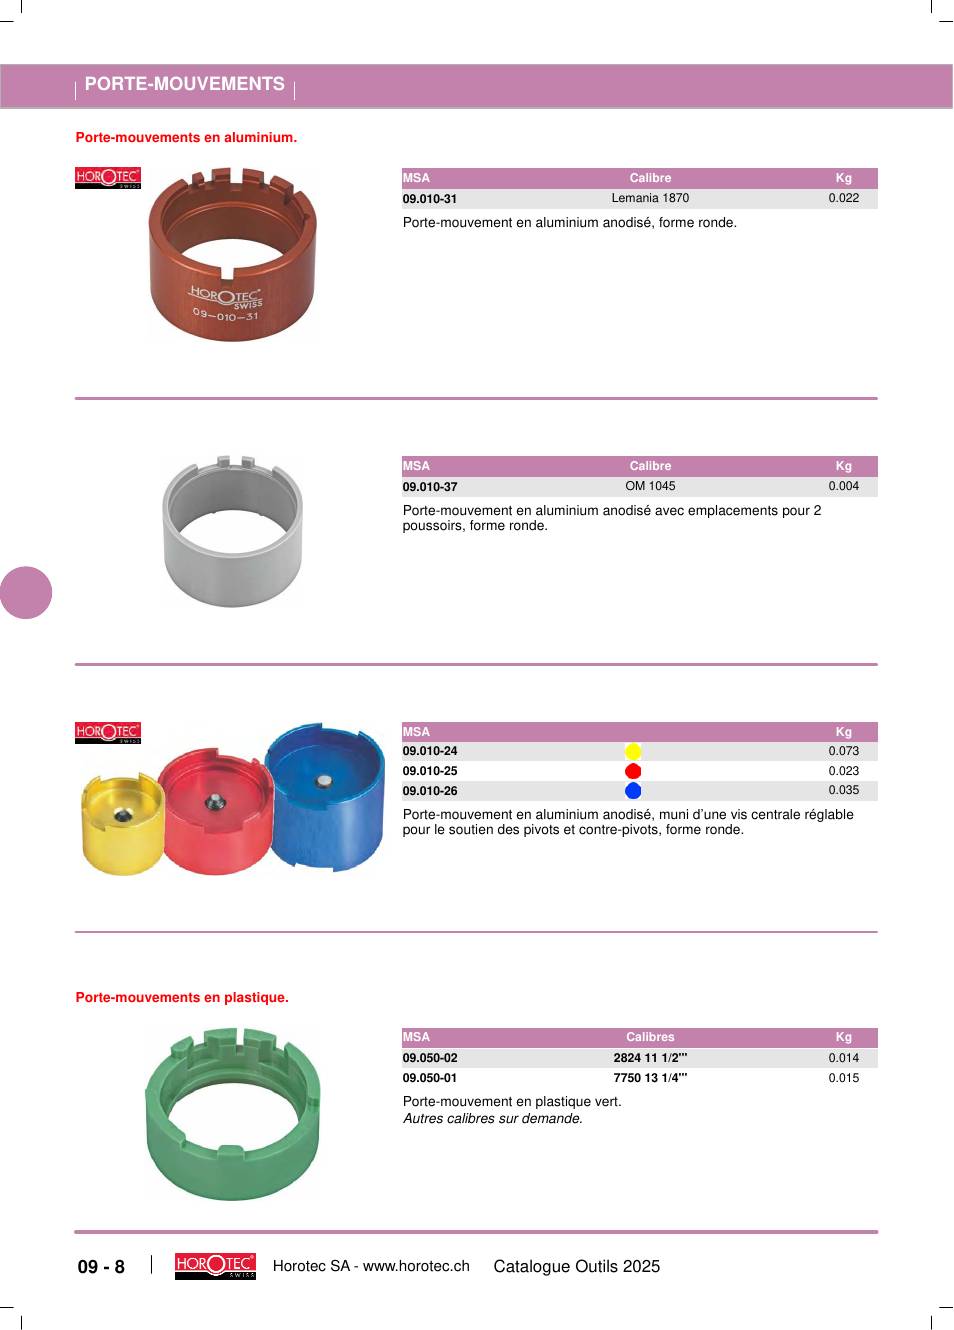 PORTE-MOUVEMENTS
Porte-mouvements en aluminium.
HOROTEC®
SWISS
HOROTEC®
SWISS
09-010-31
MSA Calibre Kg
09.010-31 Lemania 1870 0.022
Porte-mouvement en aluminium anodisé, forme ronde.
MSA Calibre Kg
09.010-37 OM 1045 0.004
Porte-mouvement en aluminium anodisé avec emplacements pour 2
poussoirs, forme ronde.
HOROTEC®
SWISS
MSA Kg
09.010-24 0.073
09.010-25 0.023
09.010-26 0.035
Porte-mouvement en aluminium anodisé, muni d'une vis centrale réglable
pour le soutien des pivots et contre-pivots, forme ronde.
Porte-mouvements en plastique.
MSA Calibres Kg
09.050-02 2824 11 1/2''' 0.014
09.050-01 7750 13 1/4''' 0.015
Porte-mouvement en plastique vert.
Autres calibres sur demande.
09 - 8 HOROTEC® SWISS Horotec SA - www.horotec.ch Catalogue Outils 2025